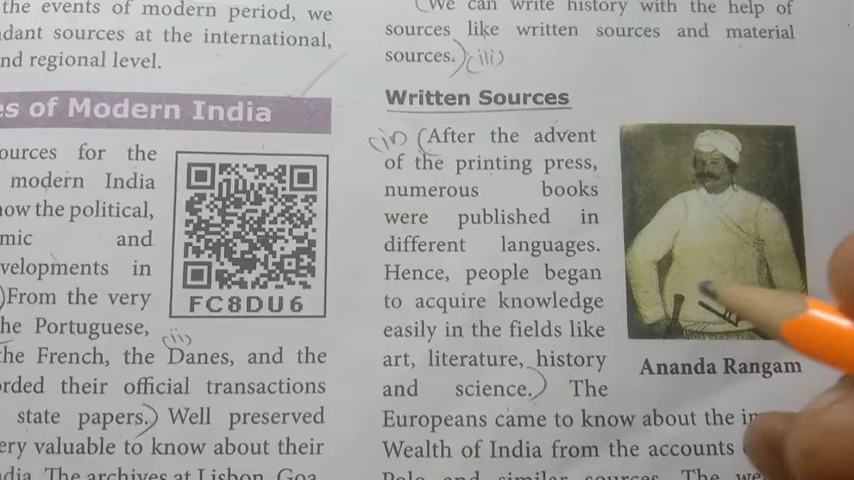 the events of modern period, we
dant sources at the international,
nd regional level.
es of Modern India
ources for the
modern India
now the political,
mic and
velopments in
)From the very
he Portuguese,
(ii)
the French, the Danes, and the
orded their official transactions
state papers.) Well preserved
ery valuable to know about their
dia. The archives at Lisbon, Goa
FC8DU6
(We can write history with the help of
sources like written sources and material
sources.) (iii)
Written Sources
(iv) (After the advent
of the printing press,
numerous books
were published in
different languages.
Hence, people began
to acquire knowledge
easily in the fields like
art, literature, history
and science.) The
Europeans came to know about the
Wealth of India from the accounts
Polo and similar sources. The
Ananda Rangam